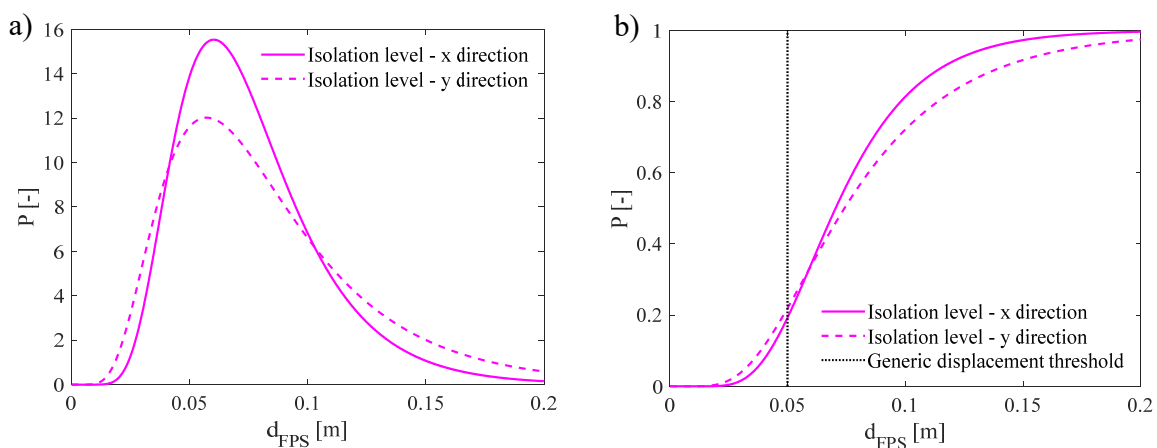 a)
P [-]
16
14
12
10
8
6
4
2
0
Isolation level - x direction
Isolation level - y direction
0 0.05 0.1 0.15 0.2
d_FPS [m]
b)
P [-]
1
0.8
0.6
0.4
0.2
0
Isolation level - x direction
Isolation level - y direction
Generic displacement threshold
0 0.05 0.1 0.15 0.2
d_FPS [m]